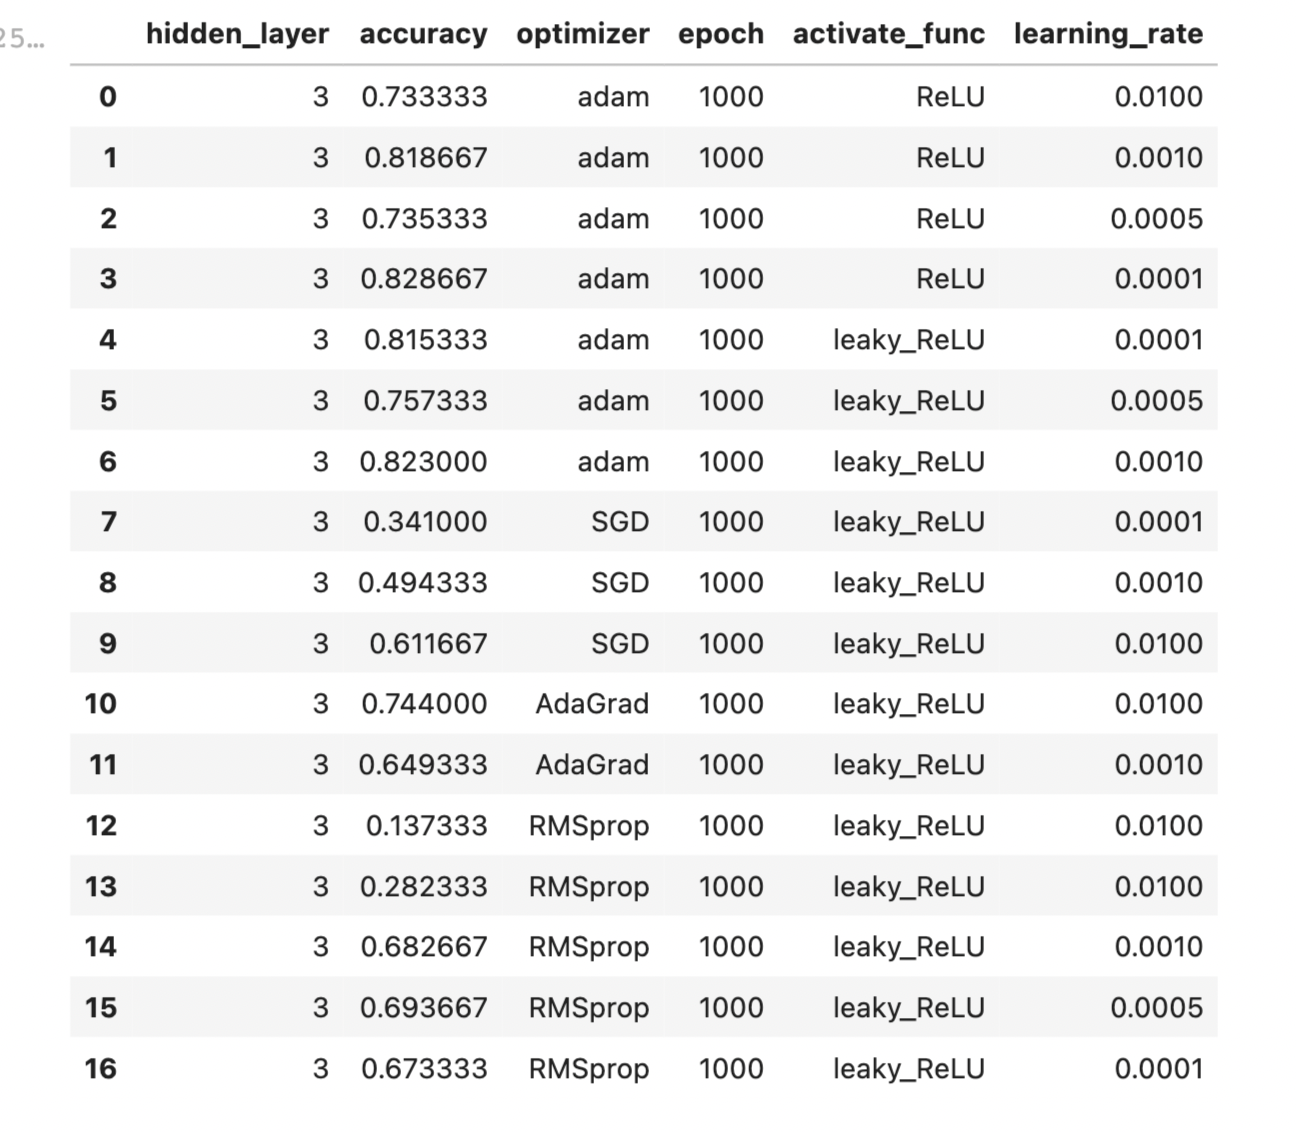 25…
hidden_layer accuracy optimizer epoch activate_func learning_rate
0 3 0.733333 adam 1000 ReLU 0.0100
1 3 0.818667 adam 1000 ReLU 0.0010
2 3 0.735333 adam 1000 ReLU 0.0005
3 3 0.828667 adam 1000 ReLU 0.0001
4 3 0.815333 adam 1000 leaky_ReLU 0.0001
5 3 0.757333 adam 1000 leaky_ReLU 0.0005
6 3 0.823000 adam 1000 leaky_ReLU 0.0010
7 3 0.341000 SGD 1000 leaky_ReLU 0.0001
8 3 0.494333 SGD 1000 leaky_ReLU 0.0010
9 3 0.611667 SGD 1000 leaky_ReLU 0.0100
10 3 0.744000 AdaGrad 1000 leaky_ReLU 0.0100
11 3 0.649333 AdaGrad 1000 leaky_ReLU 0.0010
12 3 0.137333 RMSprop 1000 leaky_ReLU 0.0100
13 3 0.282333 RMSprop 1000 leaky_ReLU 0.0100
14 3 0.682667 RMSprop 1000 leaky_ReLU 0.0010
15 3 0.693667 RMSprop 1000 leaky_ReLU 0.0005
16 3 0.673333 RMSprop 1000 leaky_ReLU 0.0001